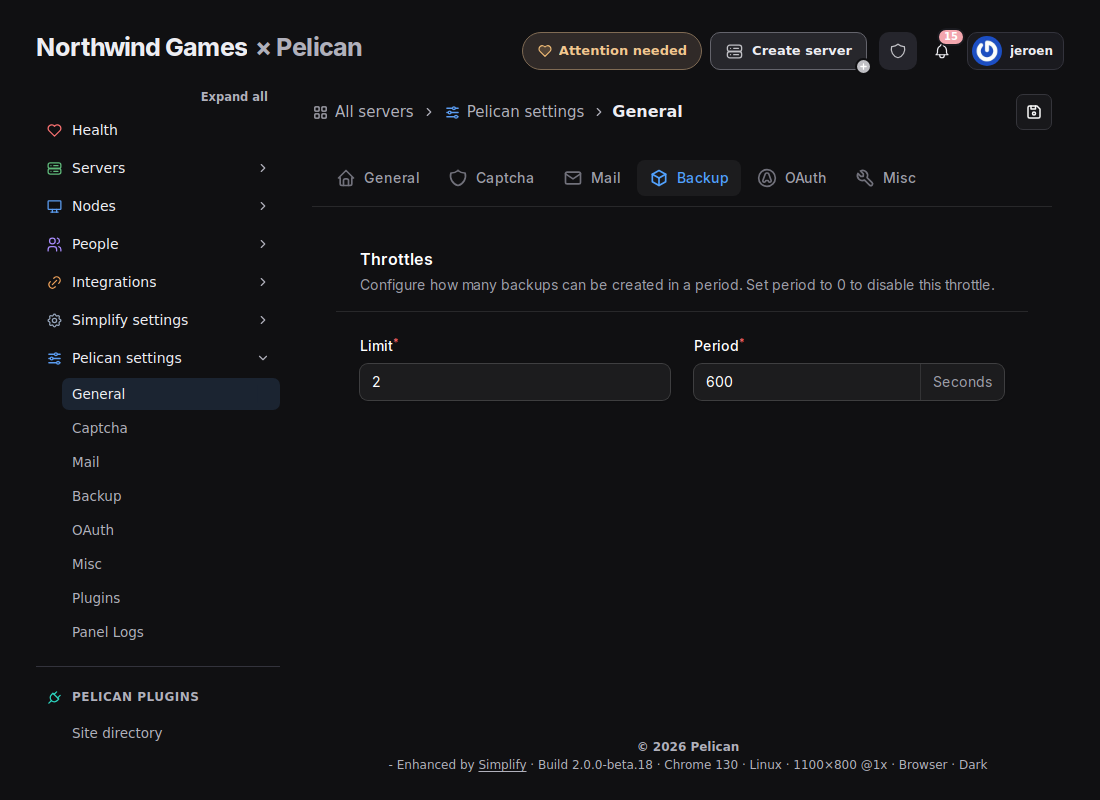 Northwind Games × Pelican
Attention needed
Create server
15
jeroen
Expand all
Health
Servers
Nodes
People
Integrations
Simplify settings
Pelican settings
General
Captcha
Mail
Backup
OAuth
Misc
Plugins
Panel Logs
PELICAN PLUGINS
Site directory
All servers > Pelican settings > General
General Captcha Mail Backup OAuth Misc
Throttles
Configure how many backups can be created in a period. Set period to 0 to disable this throttle.
Limit* Period*
2 600 Seconds
© 2026 Pelican
- Enhanced by Simplify · Build 2.0.0-beta.18 · Chrome 130 · Linux · 1100×800 @1x · Browser · Dark